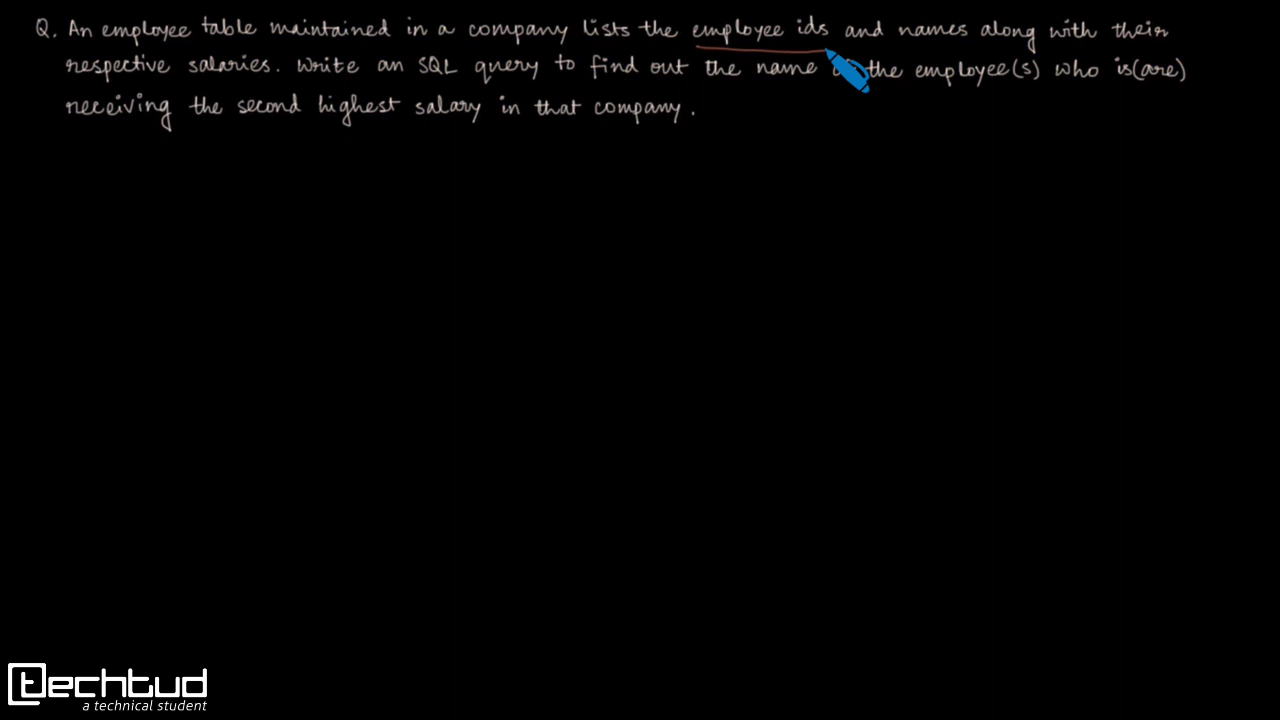 Q. An employee table maintained in a company lists the employee ids and names along with their
respective salaries. Write an SQL query to find out the name the employee(s) who is(are)
receiving the second highest salary in that company.
techtud
a technical student